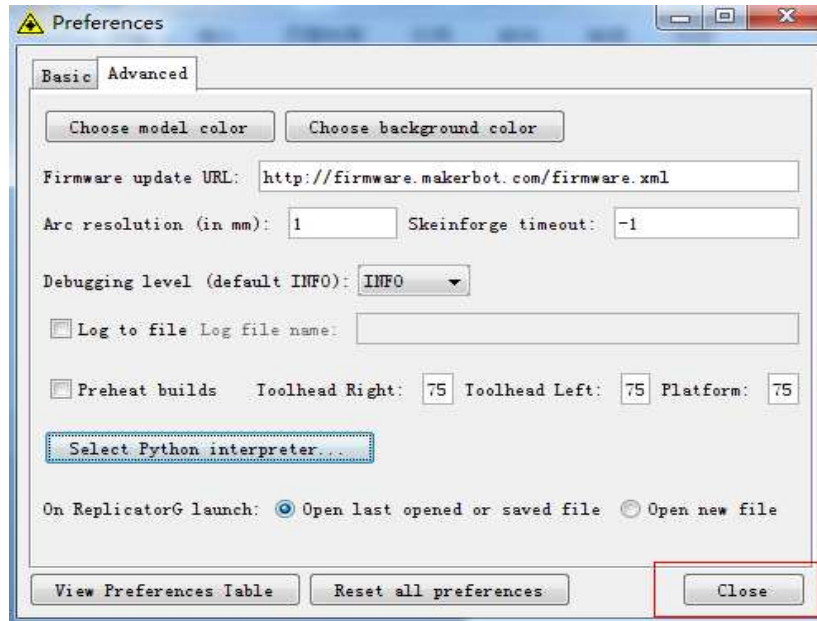 Preferences
Basic Advanced
Choose model color Choose background color
Firmware update URL: http://firmware.makerbot.com/firmware.xml
Arc resolution (in mm): 1 Skeinforge timeout: -1
Debugging level (default INFO): INFO
Log to file Log file name:
Preheat builds Toolhead Right: 75 Toolhead Left: 75 Platform: 75
Select Python interpreter...
On ReplicatorG launch: Open last opened or saved file Open new file
View Preferences Table Reset all preferences Close